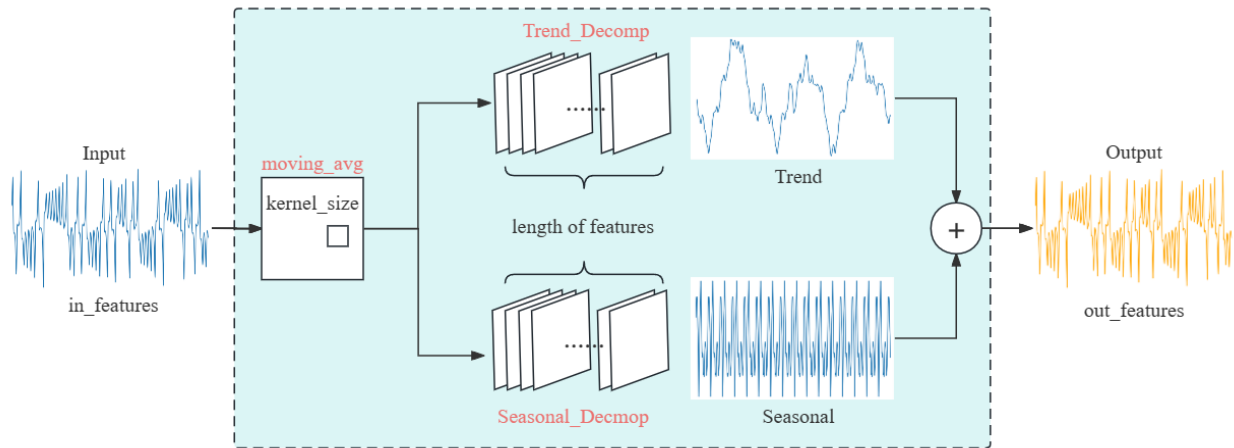 Trend_Decomp
Input
moving_avg
kernel_size
in_features
......
length of features
Trend
+
Output
out_features
......
Seasonal_Decmop
Seasonal